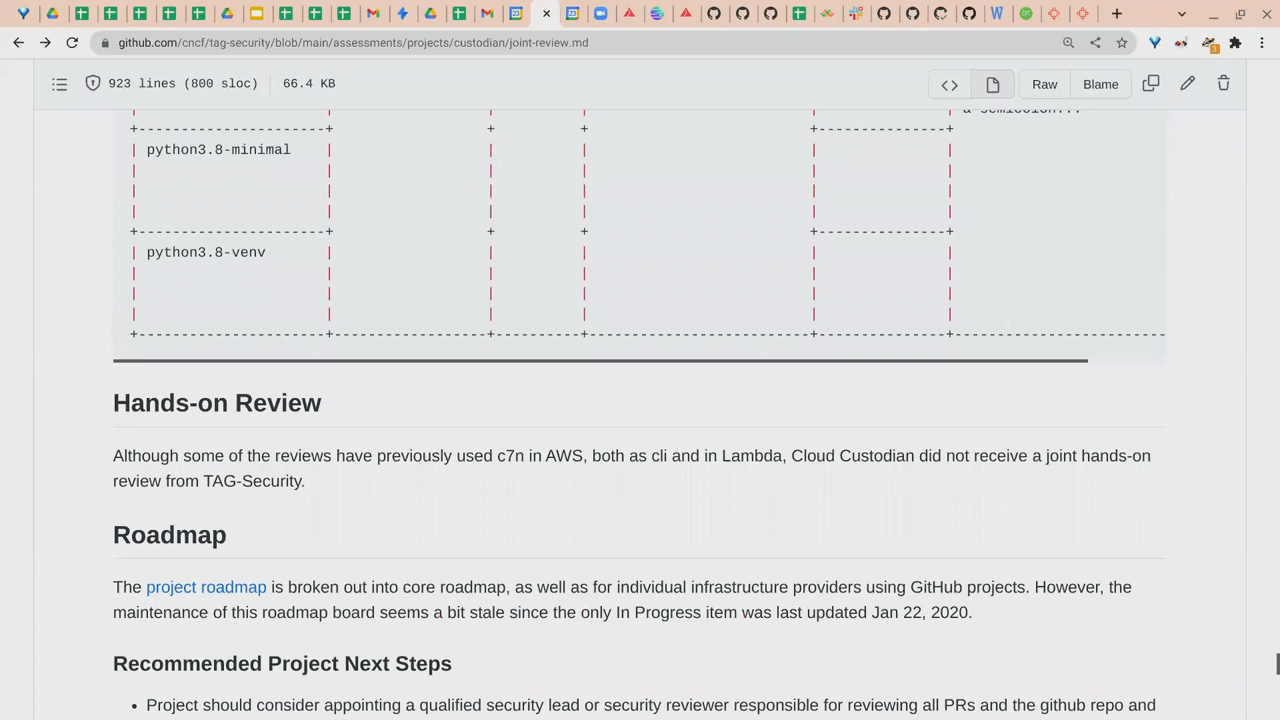 github.com/cncf/tag-security/blob/main/assessments/projects/custodian/joint-review.md
923 lines (800 sloc) 66.4 KB
Raw Blame
+-----------------------+ + + +---------------+
| python3.8-minimal | | | | |
+-----------------------+ + + +---------------+
| python3.8-venv | | | | |
Hands-on Review
Although some of the reviews have previously used c7n in AWS, both as cli and in Lambda, Cloud Custodian did not receive a joint hands-on
review from TAG-Security.
Roadmap
The project roadmap is broken out into core roadmap, as well as for individual infrastructure providers using GitHub projects. However, the
maintenance of this roadmap board seems a bit stale since the only In Progress item was last updated Jan 22, 2020.
Recommended Project Next Steps
• Project should consider appointing a qualified security lead or security reviewer responsible for reviewing all PRs and the github repo and